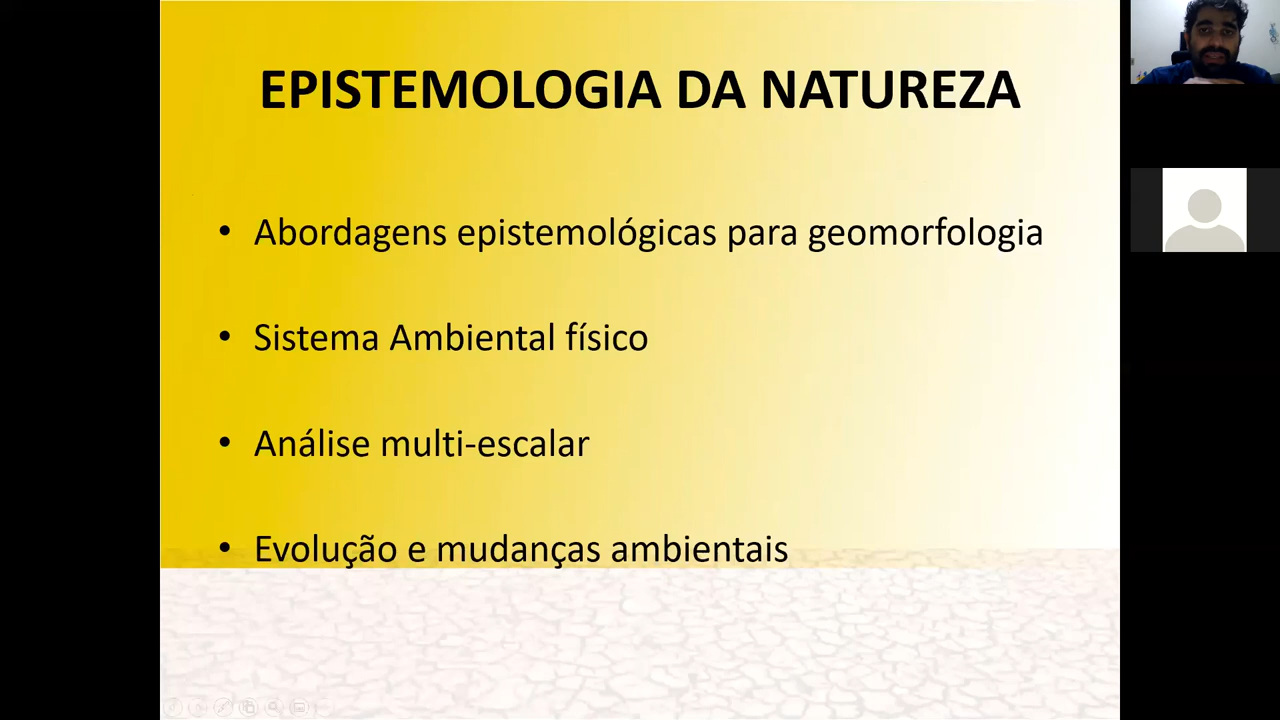 EPISTEMOLOGIA DA NATUREZA
• Abordagens epistemológicas para geomorfologia
• Sistema Ambiental físico
• Análise multi-escalar
• Evolução e mudanças ambientais